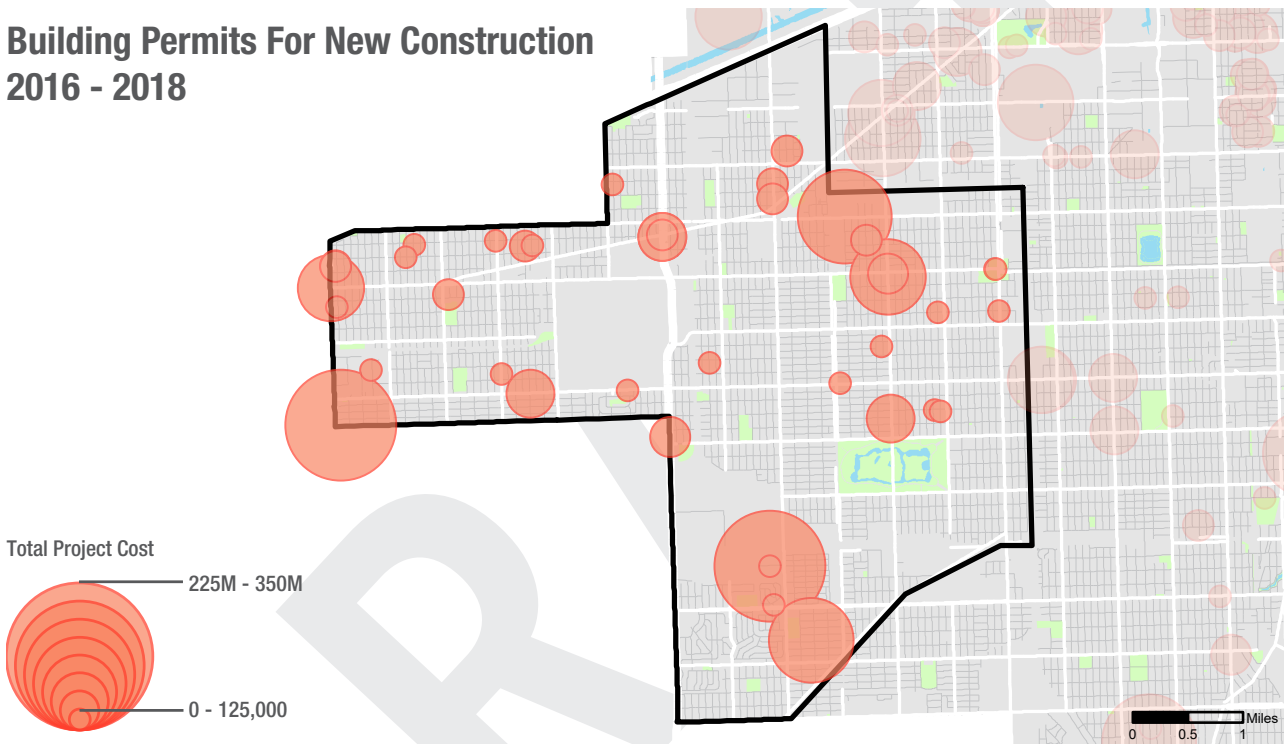 Building Permits For New Construction
2016 - 2018
Total Project Cost
225M - 350M
0 - 125,000
Miles
0 0.5 1